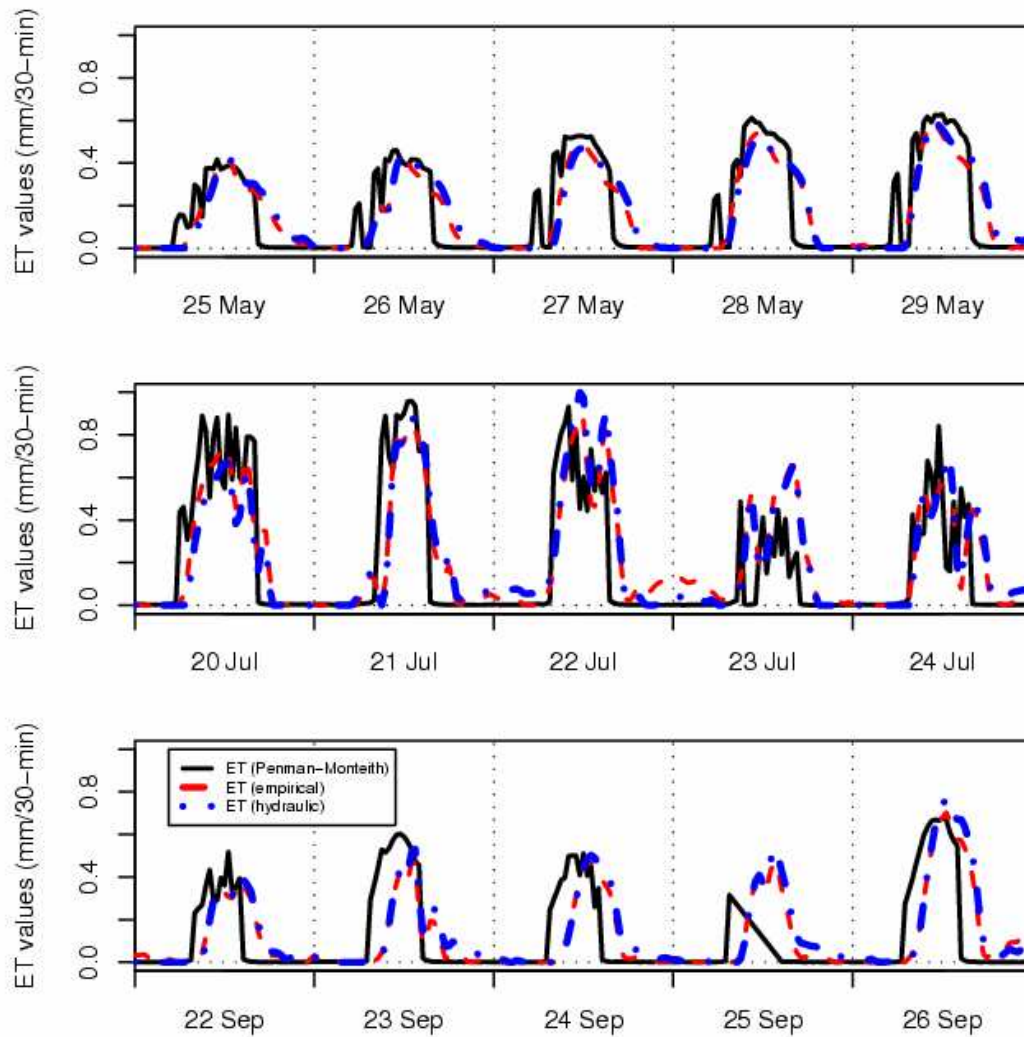 ET values (mm/30−min)
0.0 0.4 0.8
25 May 26 May 27 May 28 May 29 May
ET values (mm/30−min)
0.0 0.4 0.8
20 Jul 21 Jul 22 Jul 23 Jul 24 Jul
ET values (mm/30−min)
0.0 0.4 0.8
ET (Penman−Monteith)
ET (empirical)
ET (hydraulic)
22 Sep 23 Sep 24 Sep 25 Sep 26 Sep